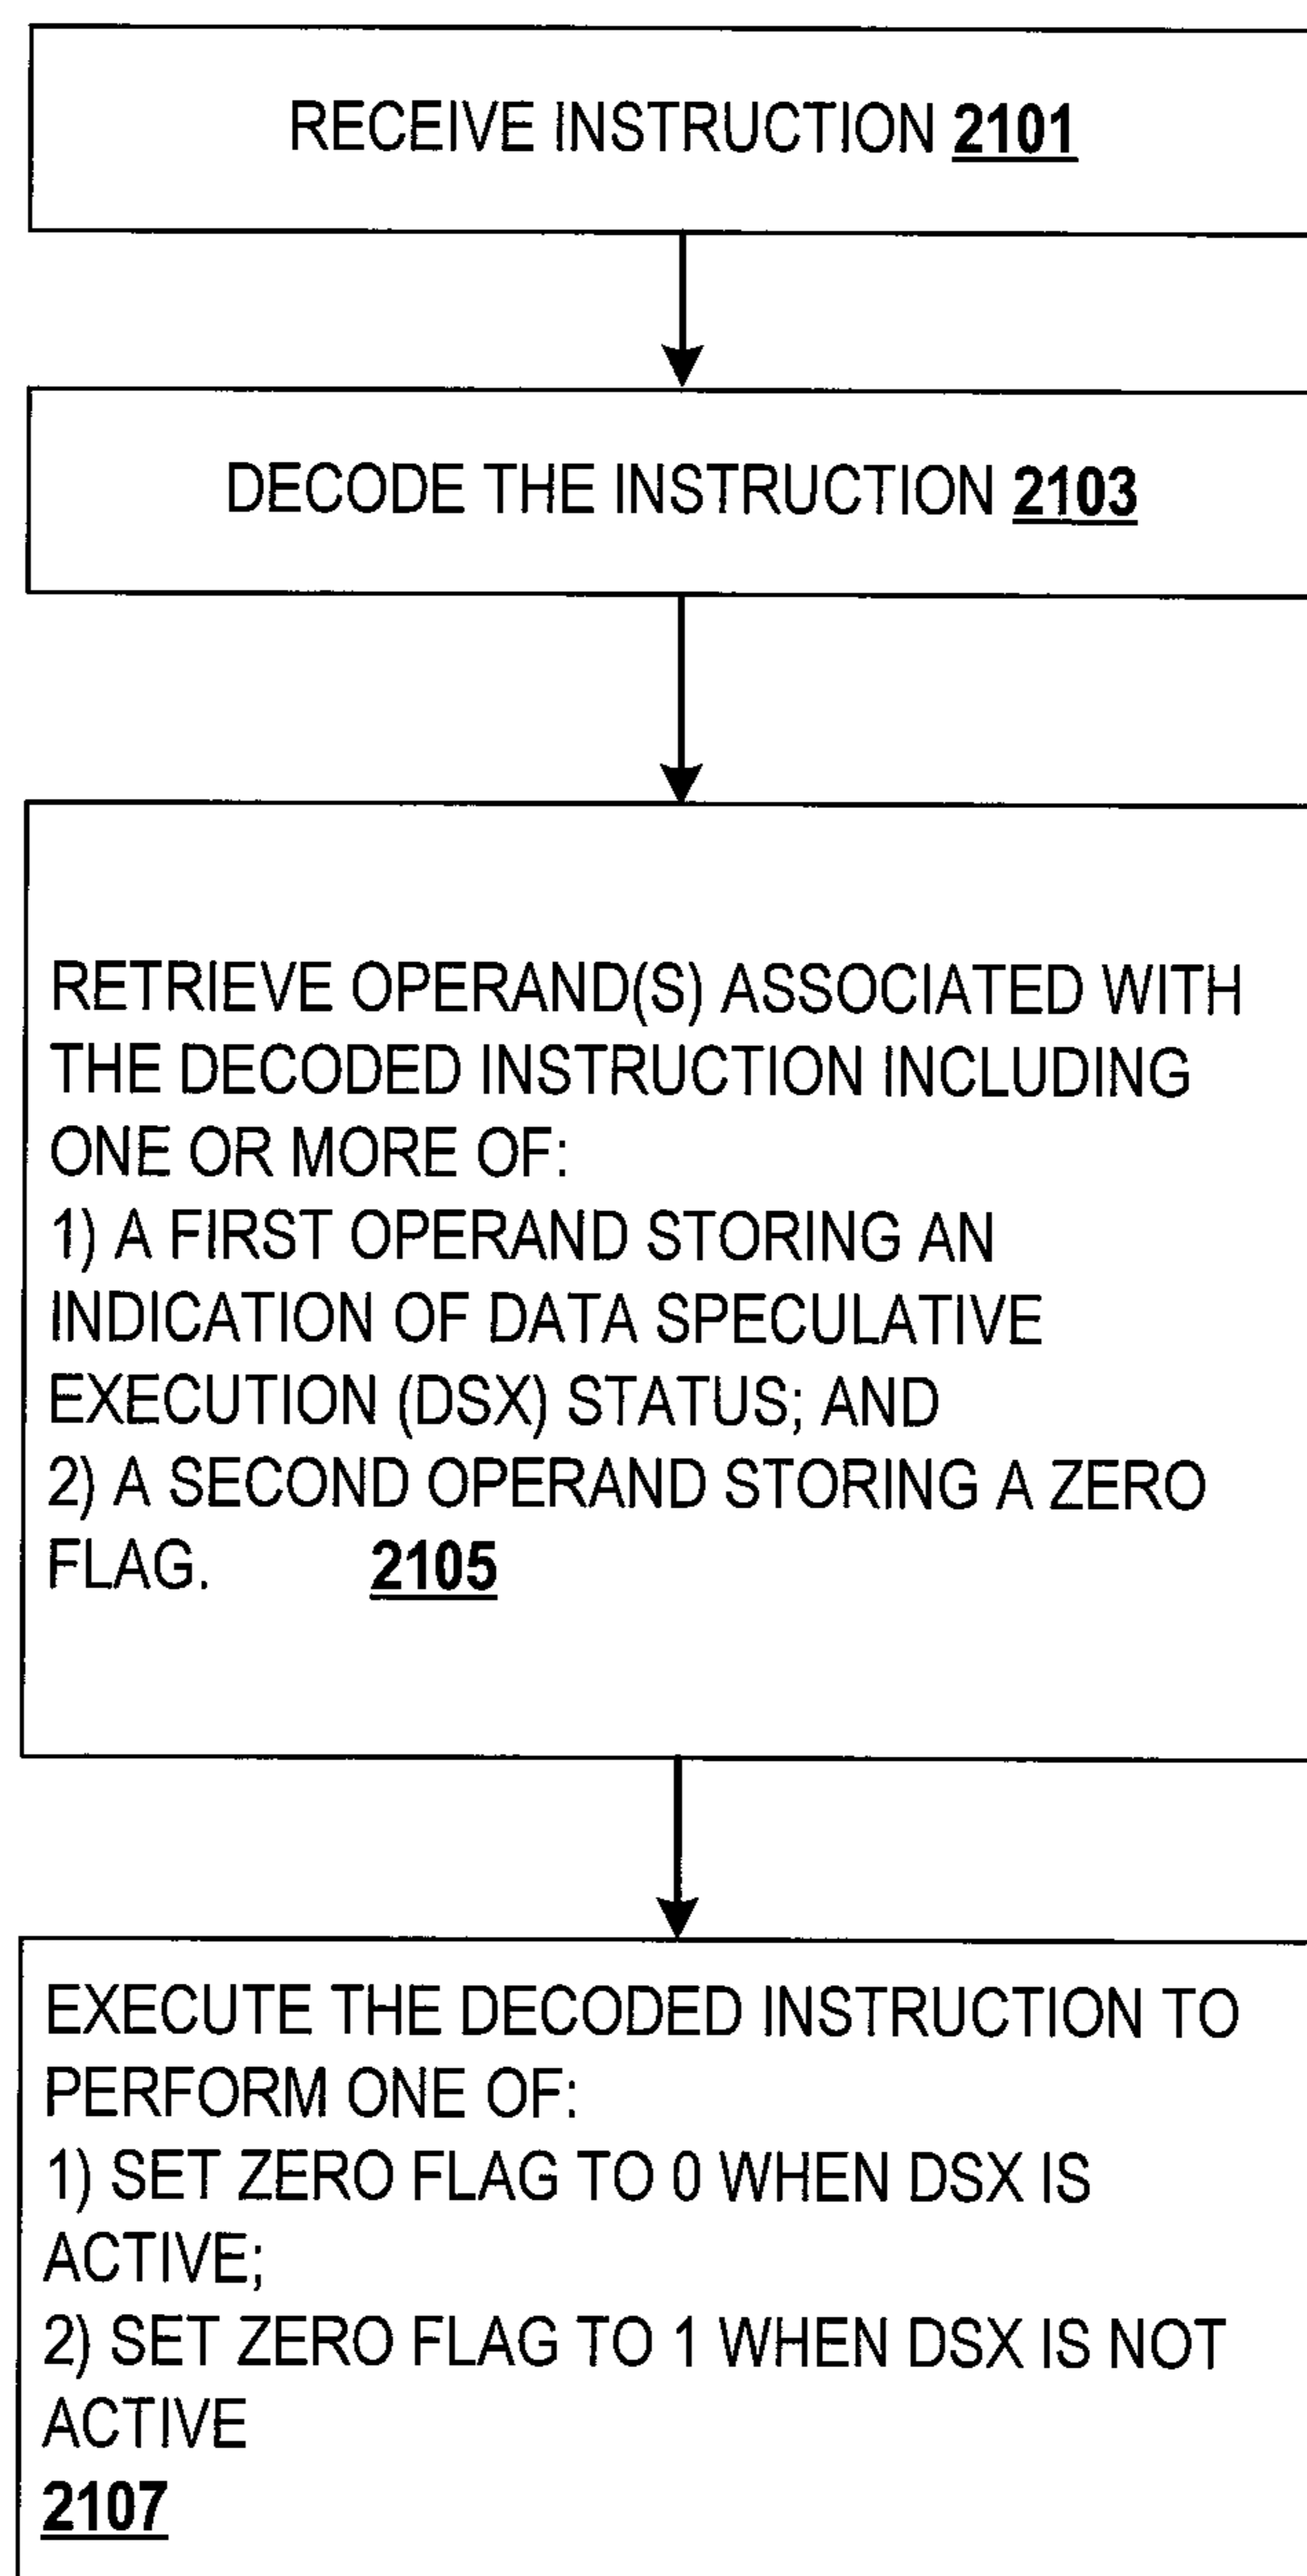 RECEIVE INSTRUCTION 2101
DECODE THE INSTRUCTION 2103
RETRIEVE OPERAND(S) ASSOCIATED WITH
THE DECODED INSTRUCTION INCLUDING
ONE OR MORE OF:
1) A FIRST OPERAND STORING AN
INDICATION OF DATA SPECULATIVE
EXECUTION (DSX) STATUS; AND
2) A SECOND OPERAND STORING A ZERO
FLAG. 2105
EXECUTE THE DECODED INSTRUCTION TO
PERFORM ONE OF:
1) SET ZERO FLAG TO 0 WHEN DSX IS
ACTIVE;
2) SET ZERO FLAG TO 1 WHEN DSX IS NOT
ACTIVE
2107